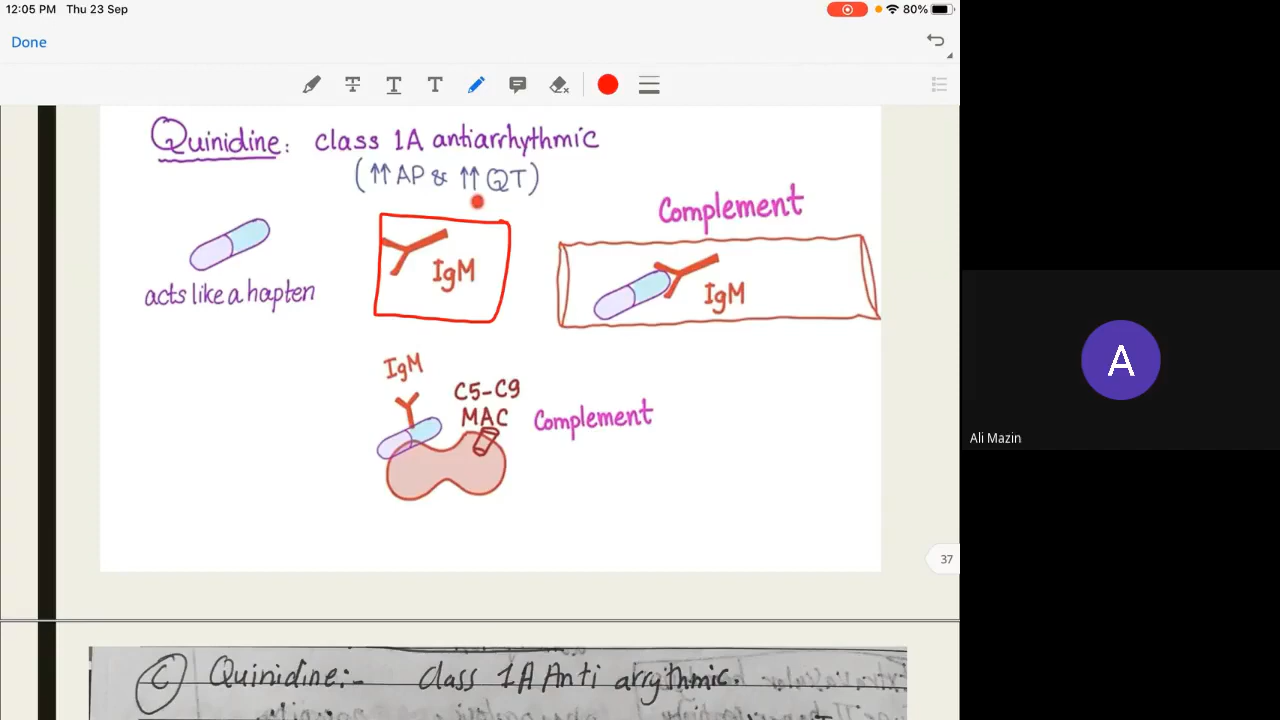 12:05 PM Thu 23 Sep
80%
Done
T T T
Quinidine: class 1A antiarrhythmic
(↑↑ AP & ↑↑ QT)
Complement
IgM
IgM
acts like a hapten
IgM
C5-C9
MAC
Complement
37
C Quinidine:- class 1A Anti arrythmic.
A
Ali Mazin